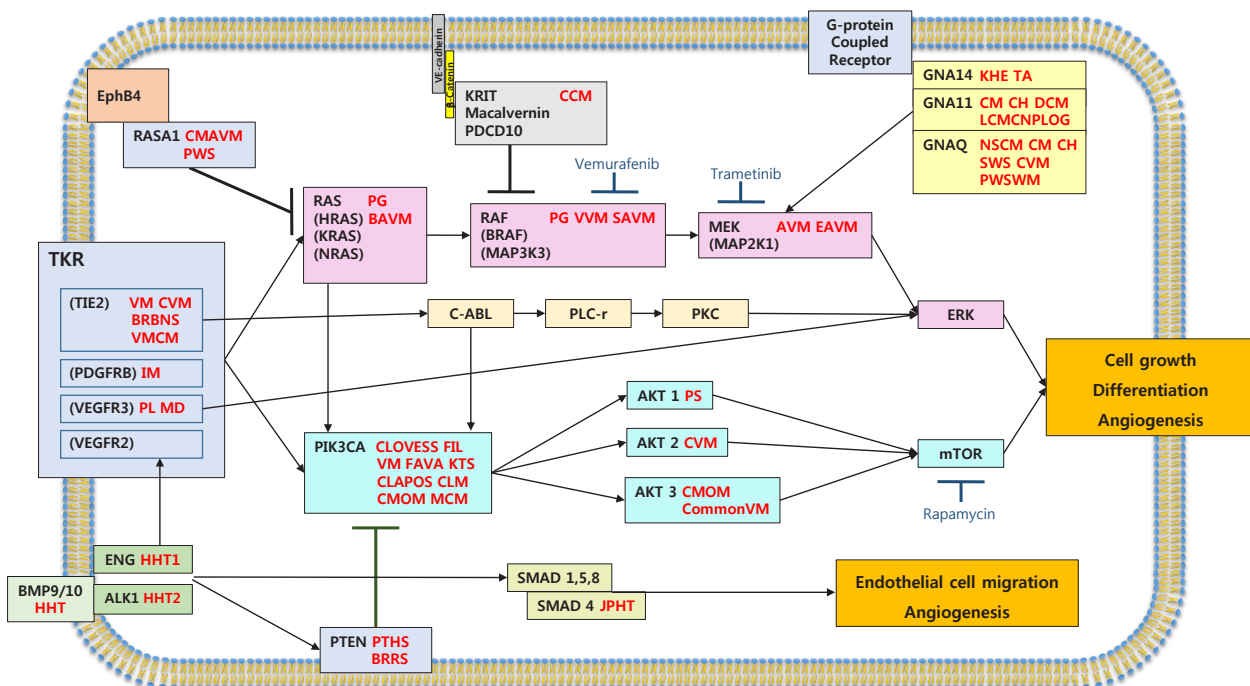 G-protein
Coupled
Receptor
VE-cadherin
β-Catenin
EphB4
RASA1 CMAVM
PWS
KRIT CCM
Macalvernin
PDCD10
GNA14 KHE TA
GNA11 CM CH DCM
LCMCNPLOG
GNAQ NSCM CM CH
SWS CVM
PWSWM
Vemurafenib
Trametinib
RAS PG
(HRAS) BAVM
(KRAS)
(NRAS)
RAF PG VVM SAVM
(BRAF)
(MAP3K3)
MEK AVM EAVM
(MAP2K1)
TKR
(TIE2) VM CVM
BRBNS
VMCM
(PDGFRB) IM
(VEGFR3) PL MD
(VEGFR2)
C-ABL
PLC-r
PKC
ERK
Cell growth
Differentiation
Angiogenesis
PIK3CA CLOVESS FIL
VM FAVA KTS
CLAPOS CLM
CMOM MCM
AKT 1 PS
AKT 2 CVM
AKT 3 CMOM
CommonVM
mTOR
Rapamycin
ENG HHT1
BMP9/10
HHT
ALK1 HHT2
SMAD 1,5,8
SMAD 4 JPHT
Endothelial cell migration
Angiogenesis
PTEN PTHS
BRRS